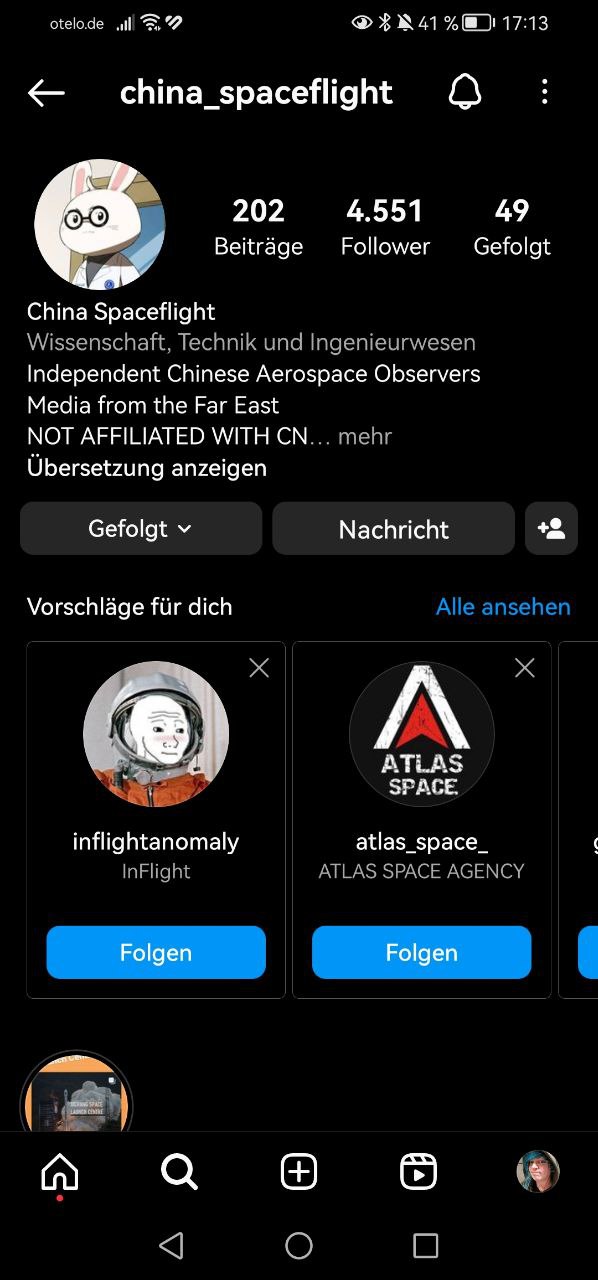 otelo.de 41 % 17:13
china_spaceflight
202 4.551 49
Beiträge Follower Gefolgt
China Spaceflight
Wissenschaft, Technik und Ingenieurwesen
Independent Chinese Aerospace Observers
Media from the Far East
NOT AFFILIATED WITH CN… mehr
Übersetzung anzeigen
Gefolgt Nachricht
Vorschläge für dich Alle ansehen
ATLAS
SPACE
inflightanomaly atlas_space_
InFlight ATLAS SPACE AGENCY
Folgen Folgen
LAUNCH CENTRE